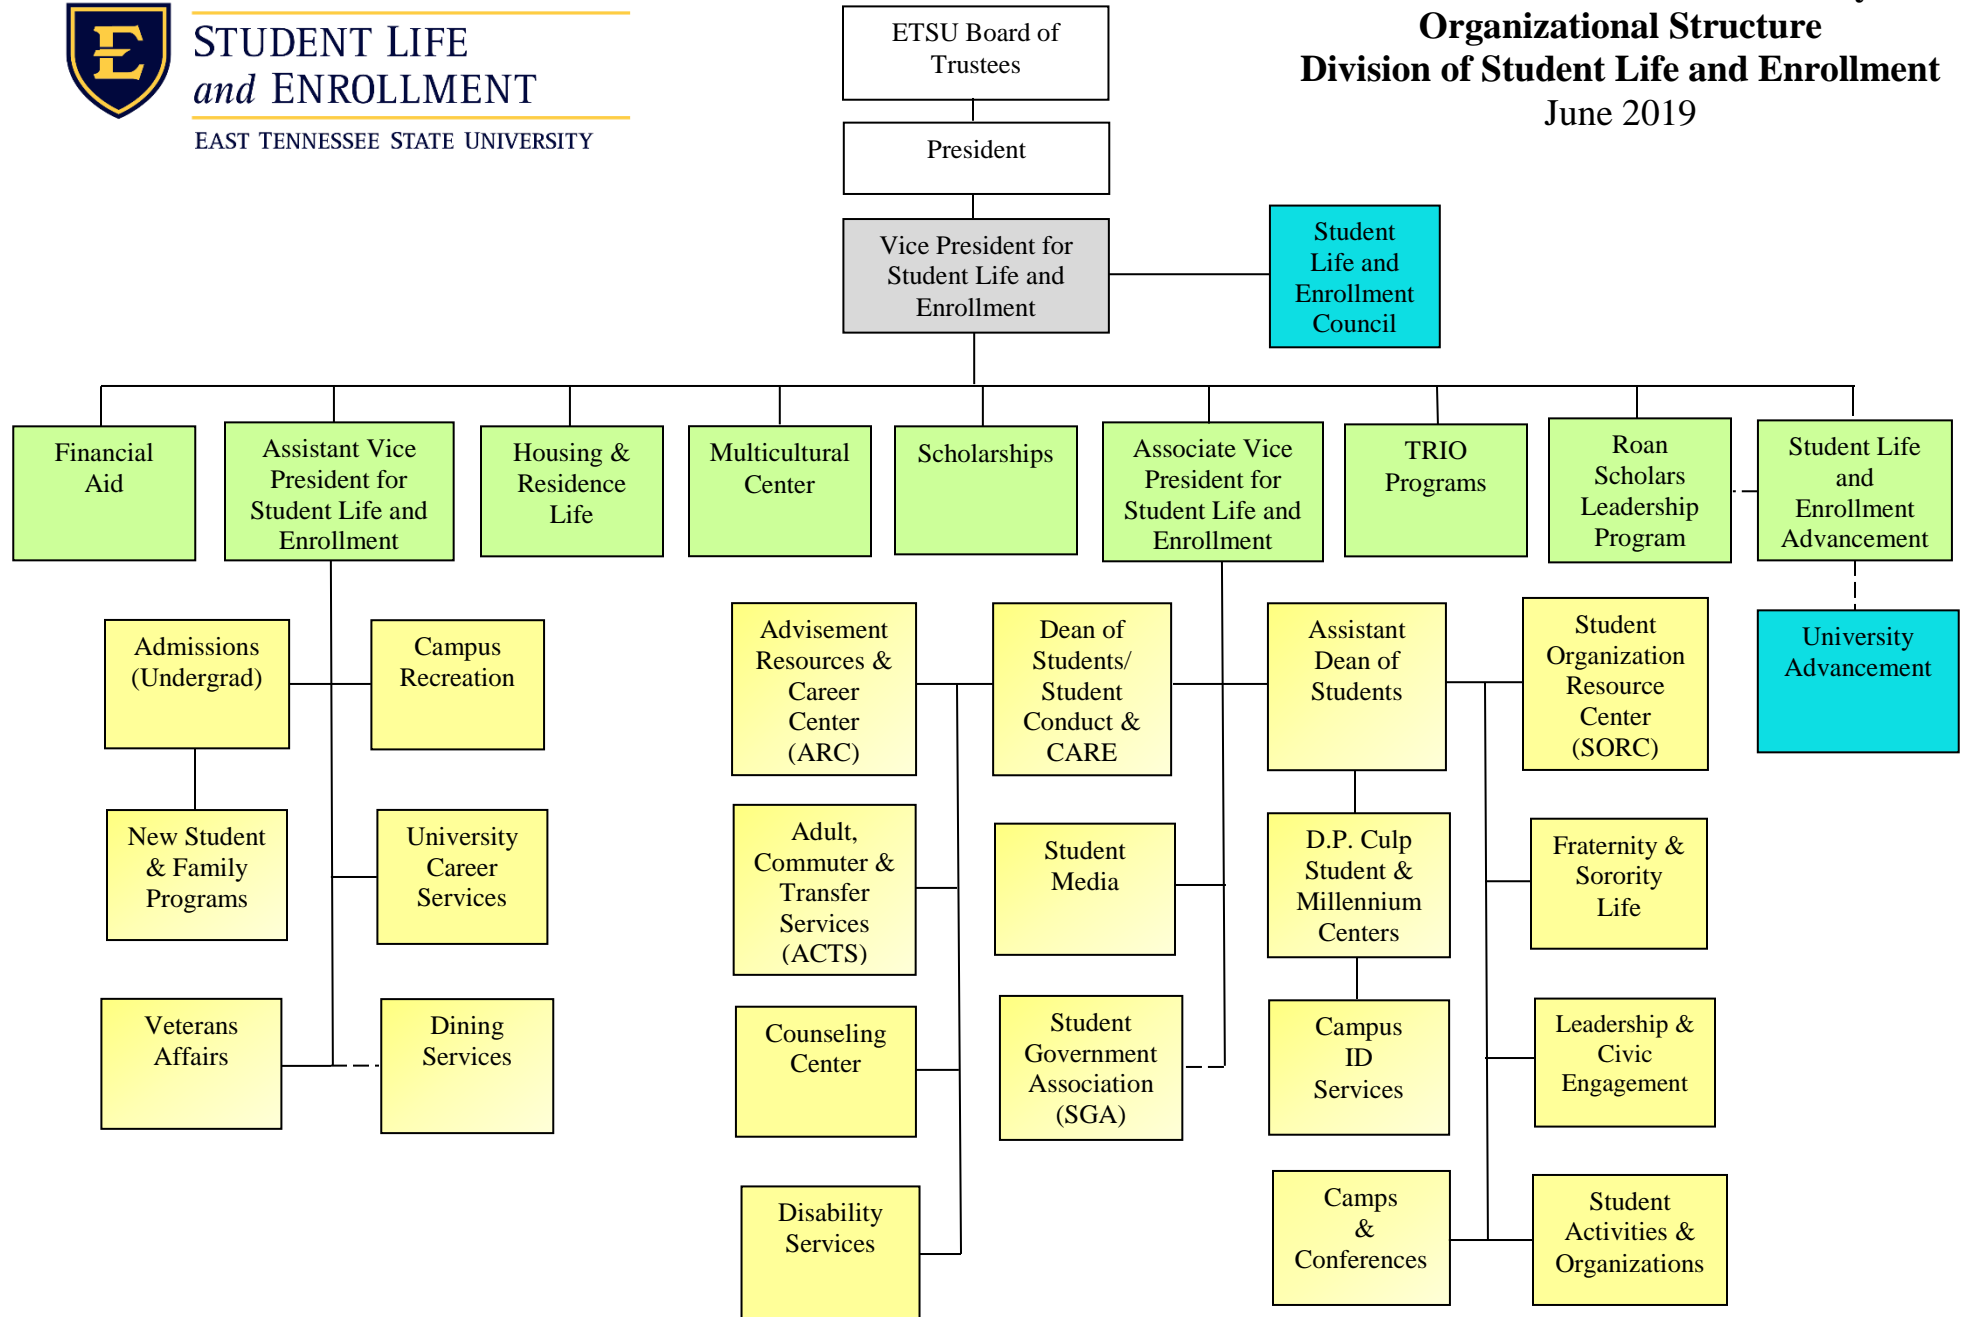 E
STUDENT LIFE
and ENROLLMENT
EAST TENNESSEE STATE UNIVERSITY
Organizational Structure
Division of Student Life and Enrollment
June 2019
ETSU Board of
Trustees
President
Vice President for
Student Life and
Enrollment
Student
Life and
Enrollment
Council
Financial
Aid
Assistant Vice
President for
Student Life and
Enrollment
Housing &
Residence
Life
Multicultural
Center
Scholarships
Associate Vice
President for
Student Life and
Enrollment
TRIO
Programs
Roan
Scholars
Leadership
Program
Student Life
and
Enrollment
Advancement
Admissions
(Undergrad)
Campus
Recreation
Advisement
Resources &
Career
Center
(ARC)
Dean of
Students/
Student
Conduct &
CARE
Assistant
Dean of
Students
Student
Organization
Resource
Center
(SORC)
University
Advancement
New Student
& Family
Programs
University
Career
Services
Adult,
Commuter &
Transfer
Services
(ACTS)
Student
Media
D.P. Culp
Student &
Millennium
Centers
Fraternity &
Sorority
Life
Veterans
Affairs
Dining
Services
Counseling
Center
Student
Government
Association
(SGA)
Campus
ID
Services
Leadership &
Civic
Engagement
Disability
Services
Camps
&
Conferences
Student
Activities &
Organizations